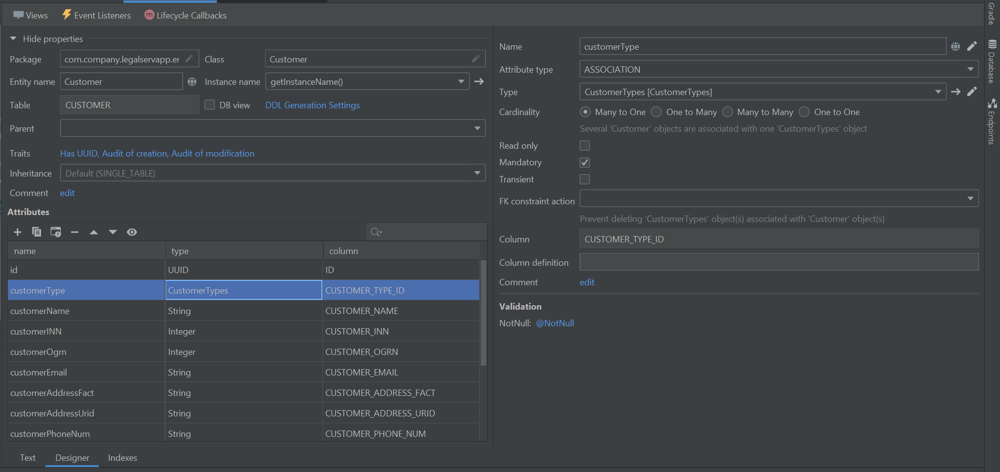 Views Event Listeners Lifecycle Callbacks
Hide properties
Package com.company.legalservapp.er Class Customer
Entity name Customer Instance name getInstanceName()
Table CUSTOMER DB view DDL Generation Settings
Parent
Traits Has UUID, Audit of creation, Audit of modification
Inheritance Default (SINGLE_TABLE)
Comment edit
Attributes
name type column
id UUID ID
customerType CustomerTypes CUSTOMER_TYPE_ID
customerName String CUSTOMER_NAME
customerINN Integer CUSTOMER_INN
customerOgrn Integer CUSTOMER_OGRN
customerEmail String CUSTOMER_EMAIL
customerAddressFact String CUSTOMER_ADDRESS_FACT
customerAddressUrid String CUSTOMER_ADDRESS_URID
customerPhoneNum String CUSTOMER_PHONE_NUM
Text Designer Indexes
Name customerType
Attribute type ASSOCIATION
Type CustomerTypes [CustomerTypes]
Cardinality Many to One One to Many Many to Many One to One
Several 'Customer' objects are associated with one 'CustomerTypes' object
Read only
Mandatory
Transient
FK constraint action
Prevent deleting 'CustomerTypes' object(s) associated with 'Customer' object(s)
Column CUSTOMER_TYPE_ID
Column definition
Comment edit
Validation
NotNull: @NotNull
Gradle
Database
Endpoints